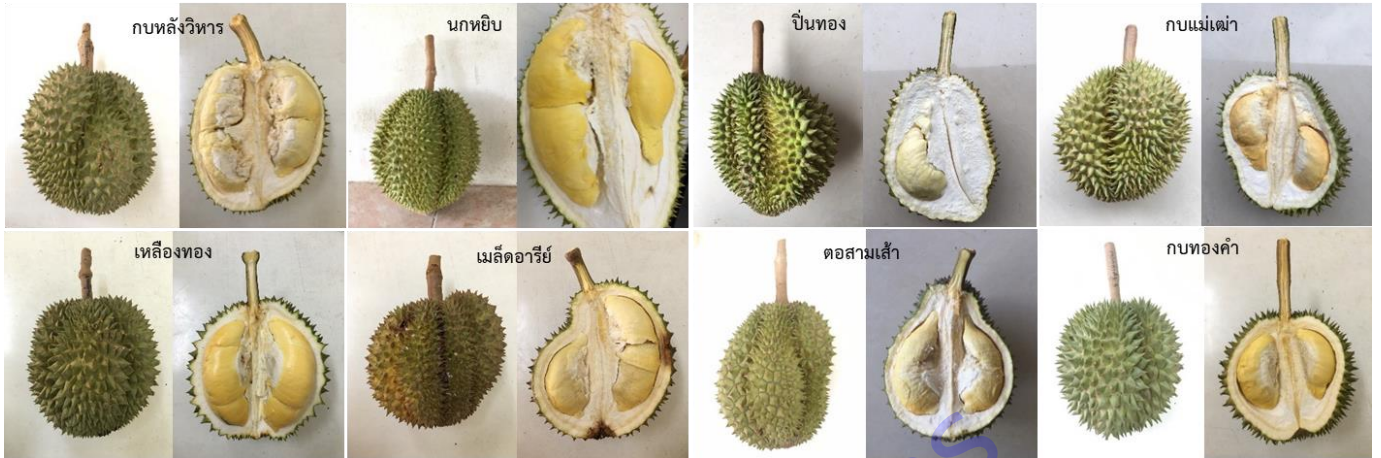 กบหลังวิหาร
นกหยิบ
ปิ่นทอง
กบแม่เฒ่า
เหลืองทอง
เมล็ดอารีย์
ตอสามเส้า
กบทองคำ
S